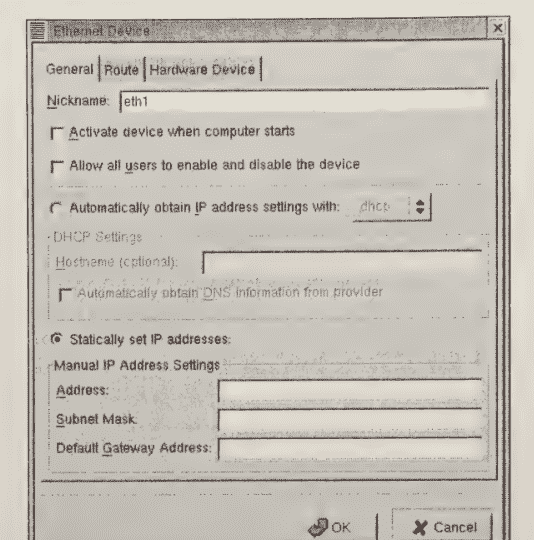 Ethernet Device
General Route Hardware Device
Nickname: eth1
Activate device when computer starts
Allow all users to enable and disable the device
Automatically obtain IP address settings with: dhcp
DHCP Settings
Hostname (optional):
Automatically obtain DNS information from provider
Statically set IP addresses:
Manual IP Address Settings
Address:
Subnet Mask:
Default Gateway Address:
OK Cancel